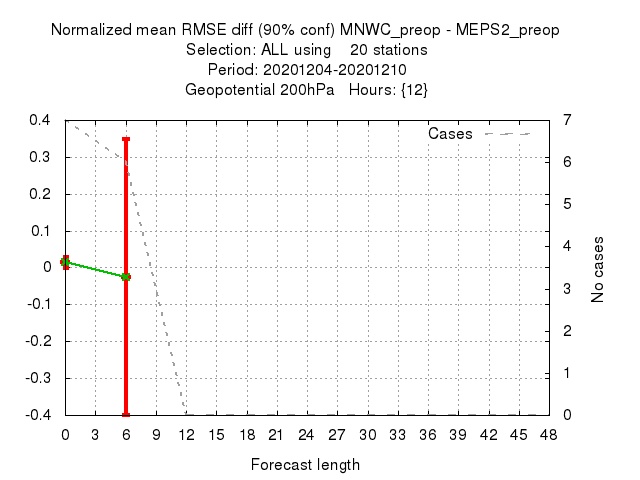 Normalized mean RMSE diff (90% conf) MNWC_preop - MEPS2_preop
Selection: ALL using    20 stations
Period: 20201204-20201210
Geopotential 200hPa   Hours: {12}
Cases
0.4
0.3
0.2
0.1
0
-0.1
-0.2
-0.3
-0.4
7
6
5
4
3
2
1
0
No cases
0 3 6 9 12 15 18 21 24 27 30 33 36 39 42 45 48
Forecast length